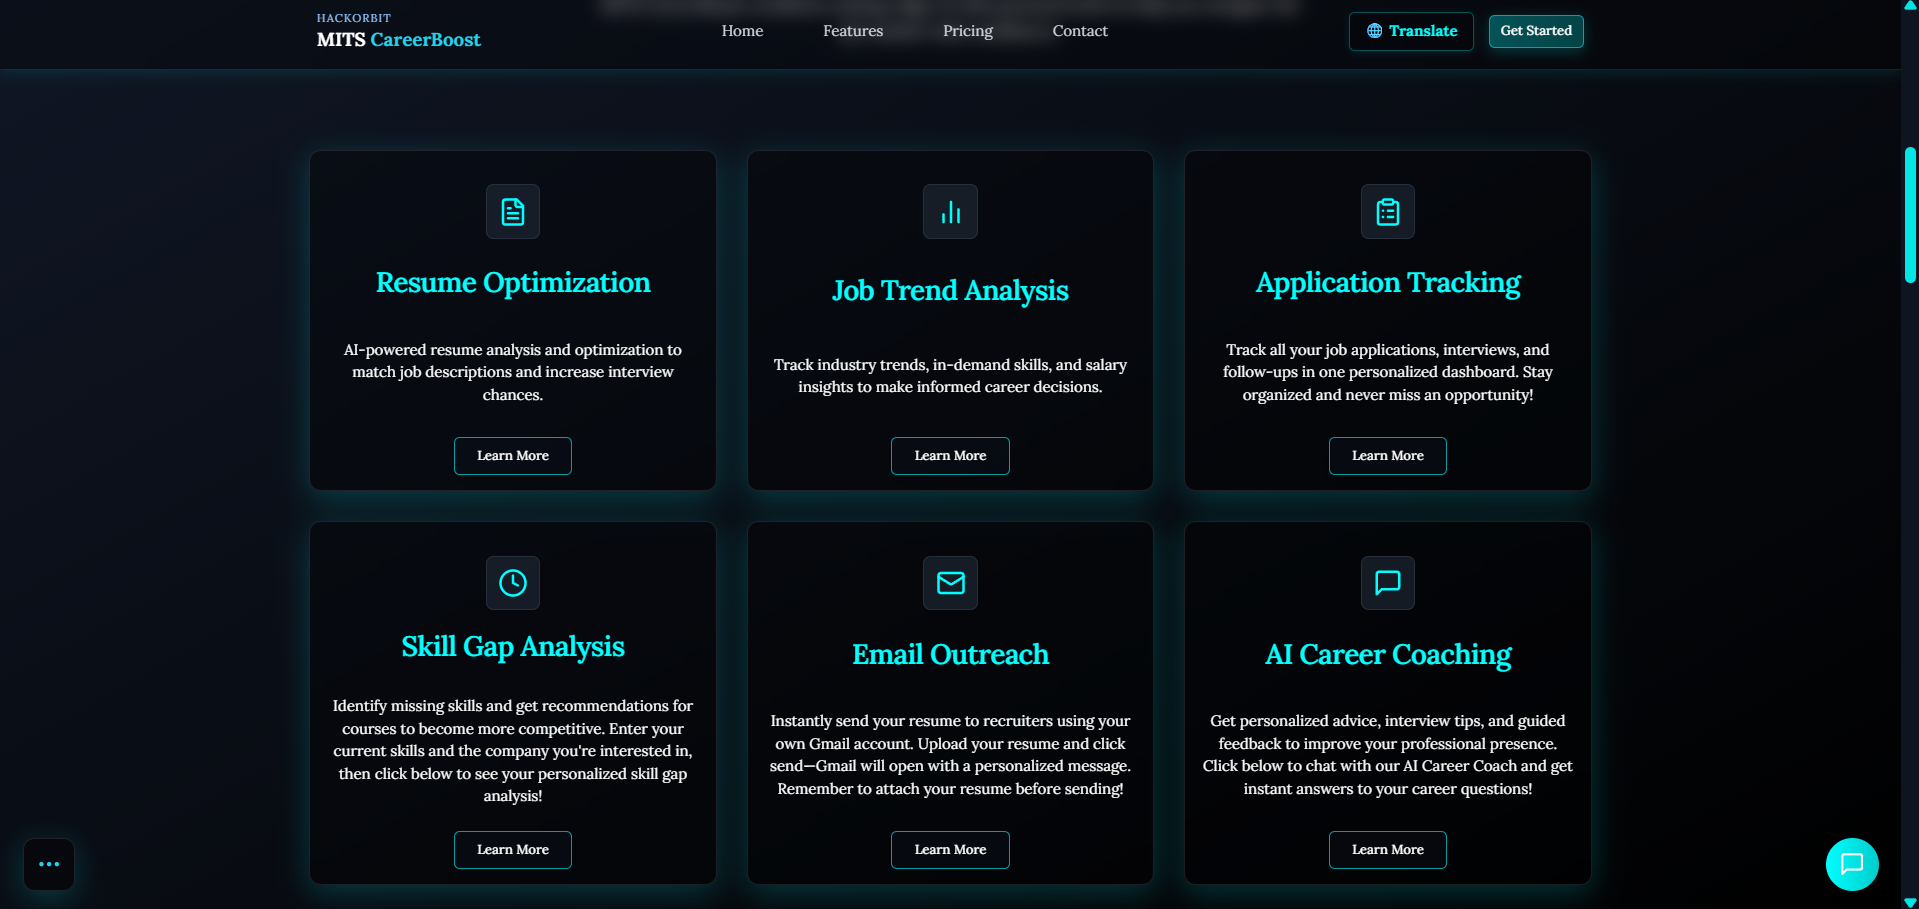 HACKORBIT
MITS CareerBoost
Home
Features
Pricing
Contact
Translate
Get Started
Resume Optimization
AI-powered resume analysis and optimization to
match job descriptions and increase interview
chances.
Learn More
Job Trend Analysis
Track industry trends, in-demand skills, and salary
insights to make informed career decisions.
Learn More
Application Tracking
Track all your job applications, interviews, and
follow-ups in one personalized dashboard. Stay
organized and never miss an opportunity!
Learn More
Skill Gap Analysis
Identify missing skills and get recommendations for
courses to become more competitive. Enter your
current skills and the company you're interested in,
then click below to see your personalized skill gap
analysis!
Learn More
Email Outreach
Instantly send your resume to recruiters using your
own Gmail account. Upload your resume and click
send—Gmail will open with a personalized message.
Remember to attach your resume before sending!
Learn More
AI Career Coaching
Get personalized advice, interview tips, and guided
feedback to improve your professional presence.
Click below to chat with our AI Career Coach and get
instant answers to your career questions!
Learn More